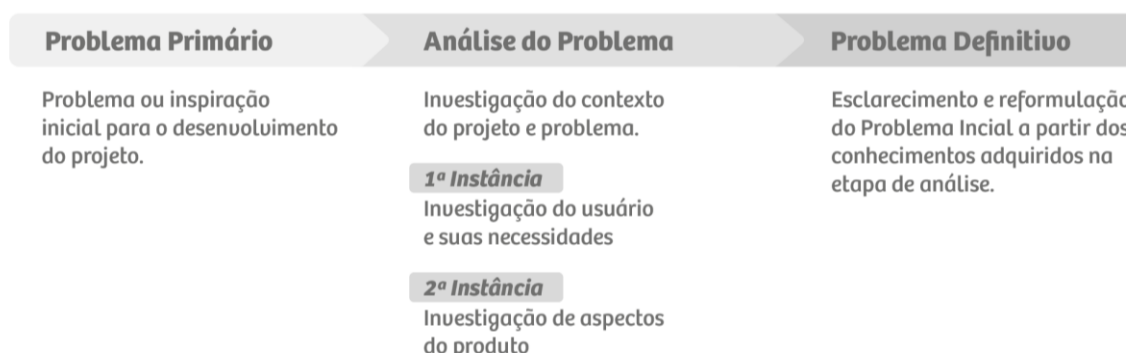 Problema Primário
Problema ou inspiração
inicial para o desenvolvimento
do projeto.
Análise do Problema
Investigação do contexto
do projeto e problema.
1ª Instância
Investigação do usuário
e suas necessidades
2ª Instância
Investigação de aspectos
do produto
Problema Definitivo
Esclarecimento e reformulação
do Problema Incial a partir dos
conhecimentos adquiridos na
etapa de análise.